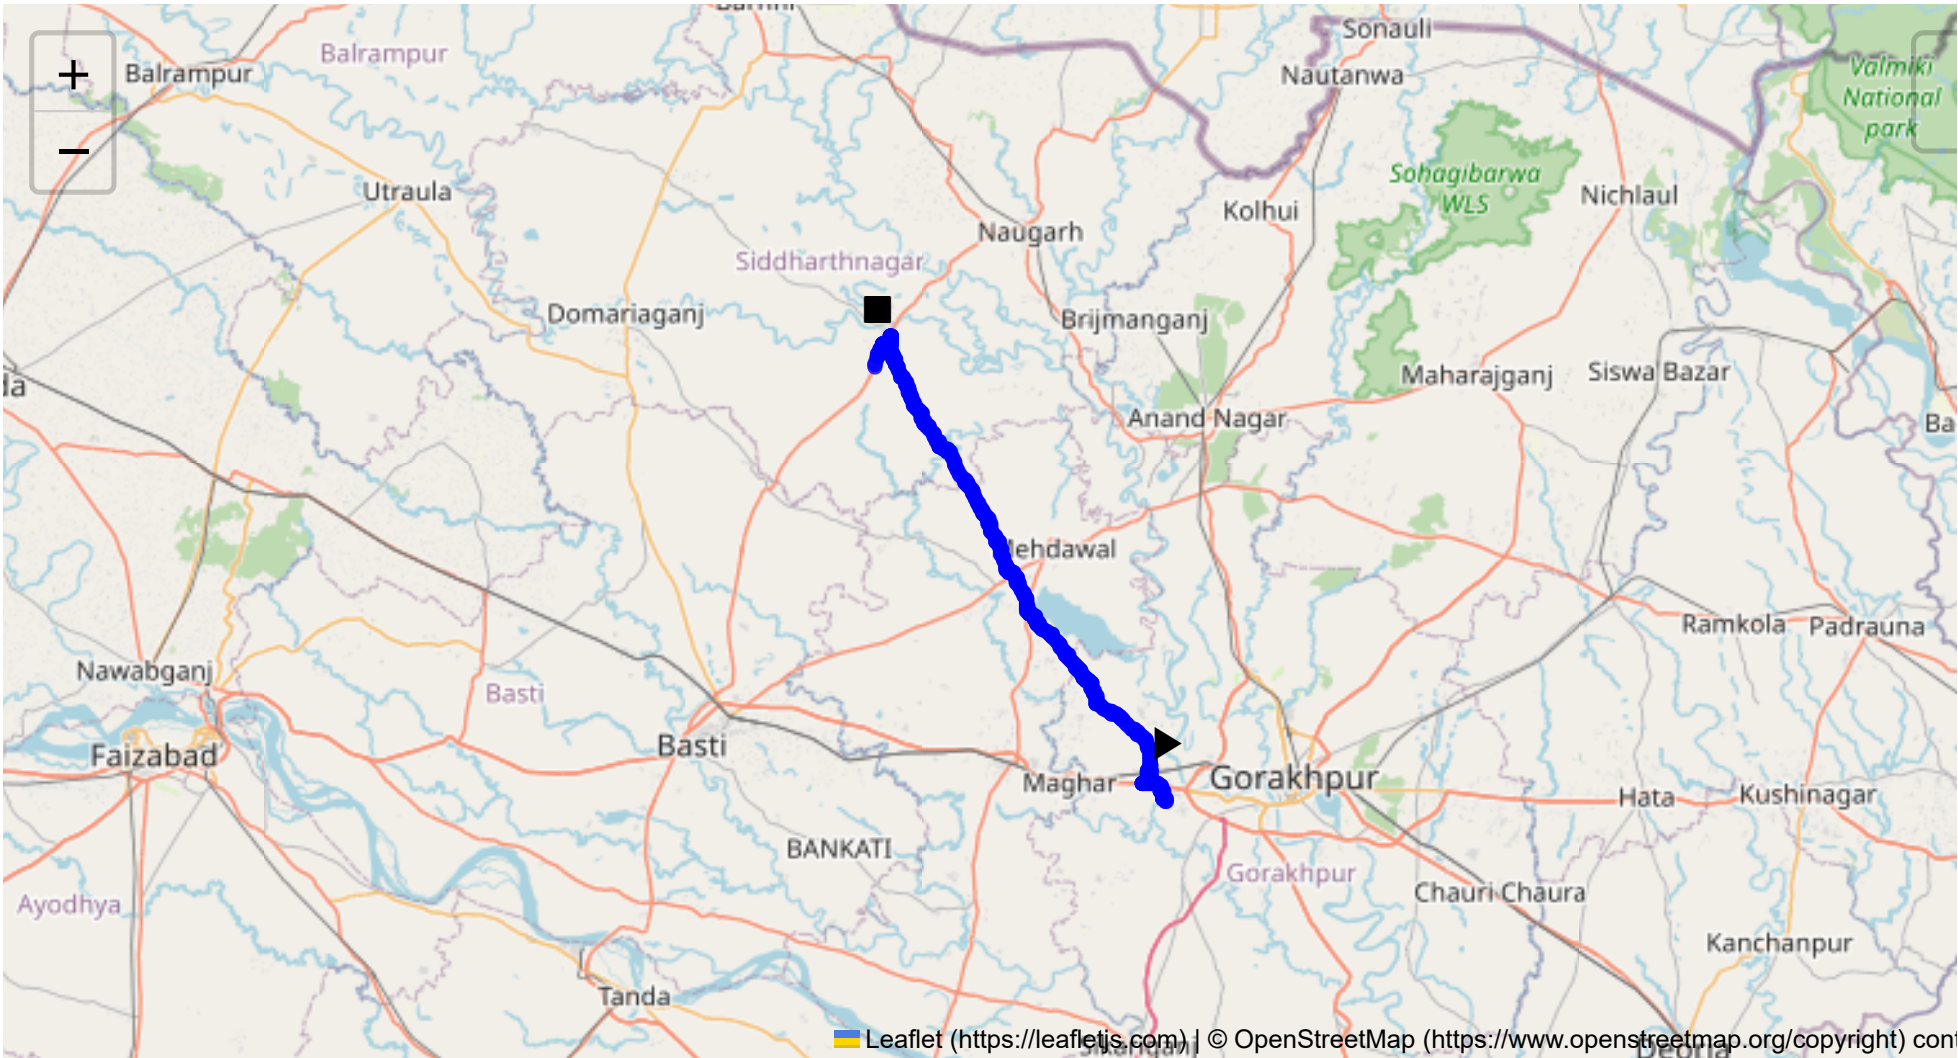 Sonauli
Balrampur
Balrampur
Nautanwa
Valmiki
National
park
Sohagibarwa
WLS
Utraula
Nichlaul
Kolhui
Naugarh
Siddharthnagar
Domariaganj
Brijmanganj
Siswa Bazar
Maharajganj
da
Anand Nagar
Ba
Mehdawal
Ramkola
Padrauna
Nawabganj
Basti
Basti
Faizabad
Maghar
Gorakhpur
Hata
Kushinagar
BANKATI
Gorakhpur
Chauri Chaura
Ayodhya
Kanchanpur
Tanda
Leaflet (https://leafletjs.com) | © OpenStreetMap (https://www.openstreetmap.org/copyright) con